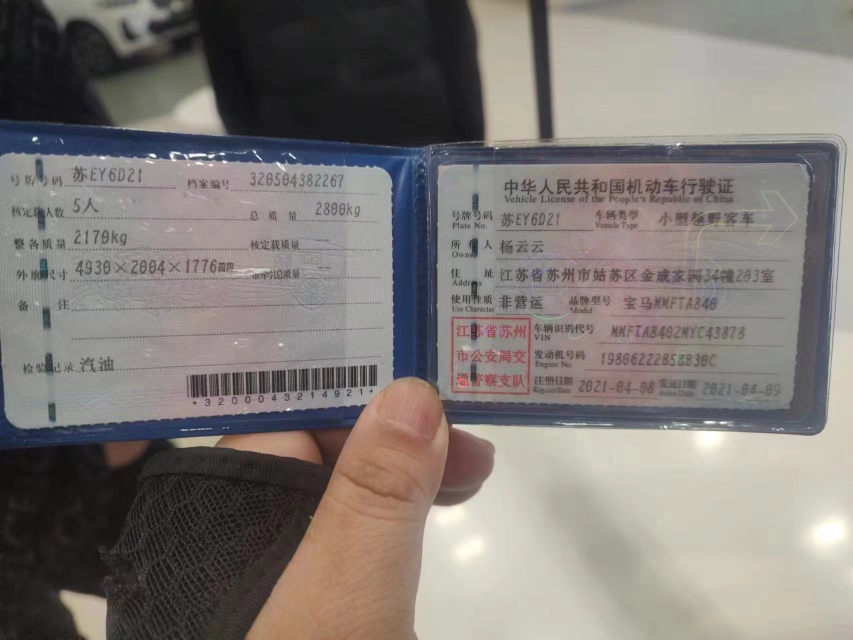 号牌号码 苏EY6D21 档案编号 320504382267
核定载人数 5人 总质量 2800kg
整备质量 2170kg 核定载质量 --
外廓尺寸 4930×2004×1776mm 准牵引总质量 --
备注
检验记录 汽油
*3200043214921*
中华人民共和国机动车行驶证
Vehicle License of the People's Republic of China
号牌号码 苏EY6D21 车辆类型 小型越野客车
Plate No. Vehicle Type
所有人 杨云云
Owner
住址 江苏省苏州市姑苏区金成家园34幢203室
Address
使用性质 非营运 品牌型号 宝马WMFTA840
Use Character Model
江苏省苏州
市公安局交
通警察支队
车辆识别代号
VIN
发动机号码
Engine No.
注册日期 2021-04-08 发证日期 2021-04-09
Register Date Issue Date